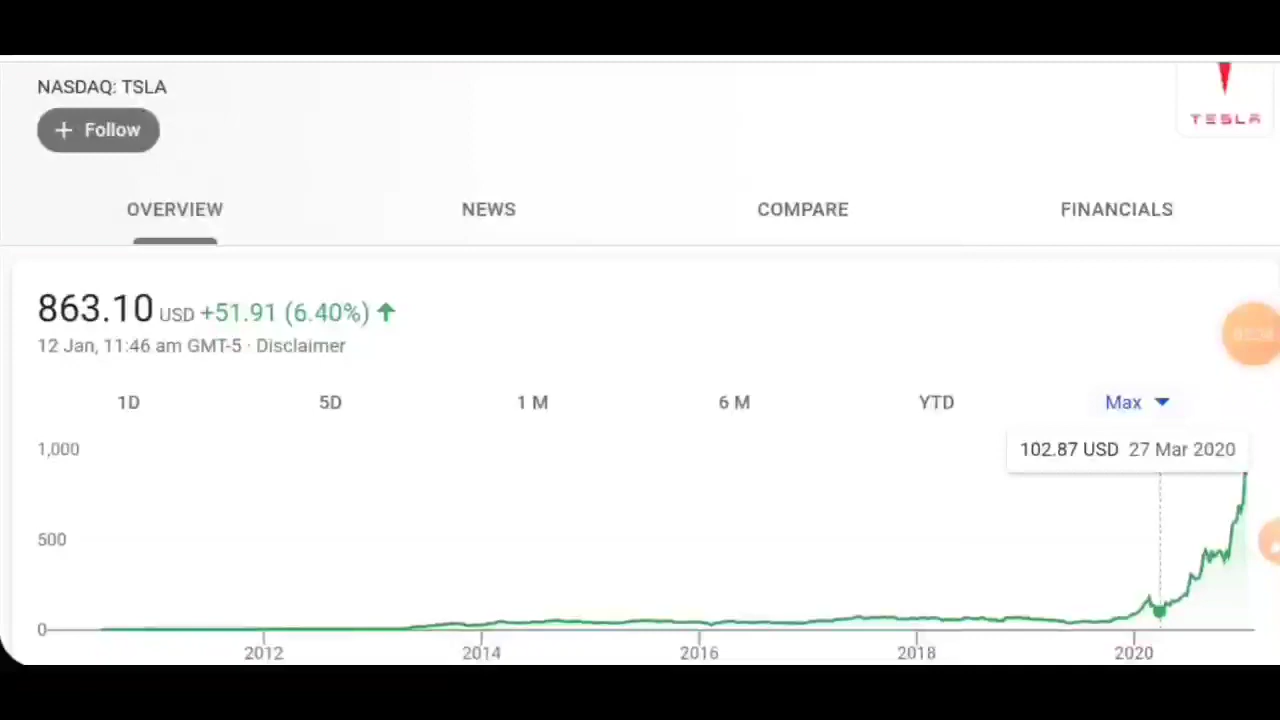 NASDAQ: TSLA
+ Follow
TESLA
OVERVIEW NEWS COMPARE FINANCIALS
863.10 USD +51.91 (6.40%)
12 Jan, 11:46 am GMT-5 · Disclaimer
1D 5D 1 M 6 M YTD Max
102.87 USD 27 Mar 2020
1,000
500
0
2012 2014 2016 2018 2020